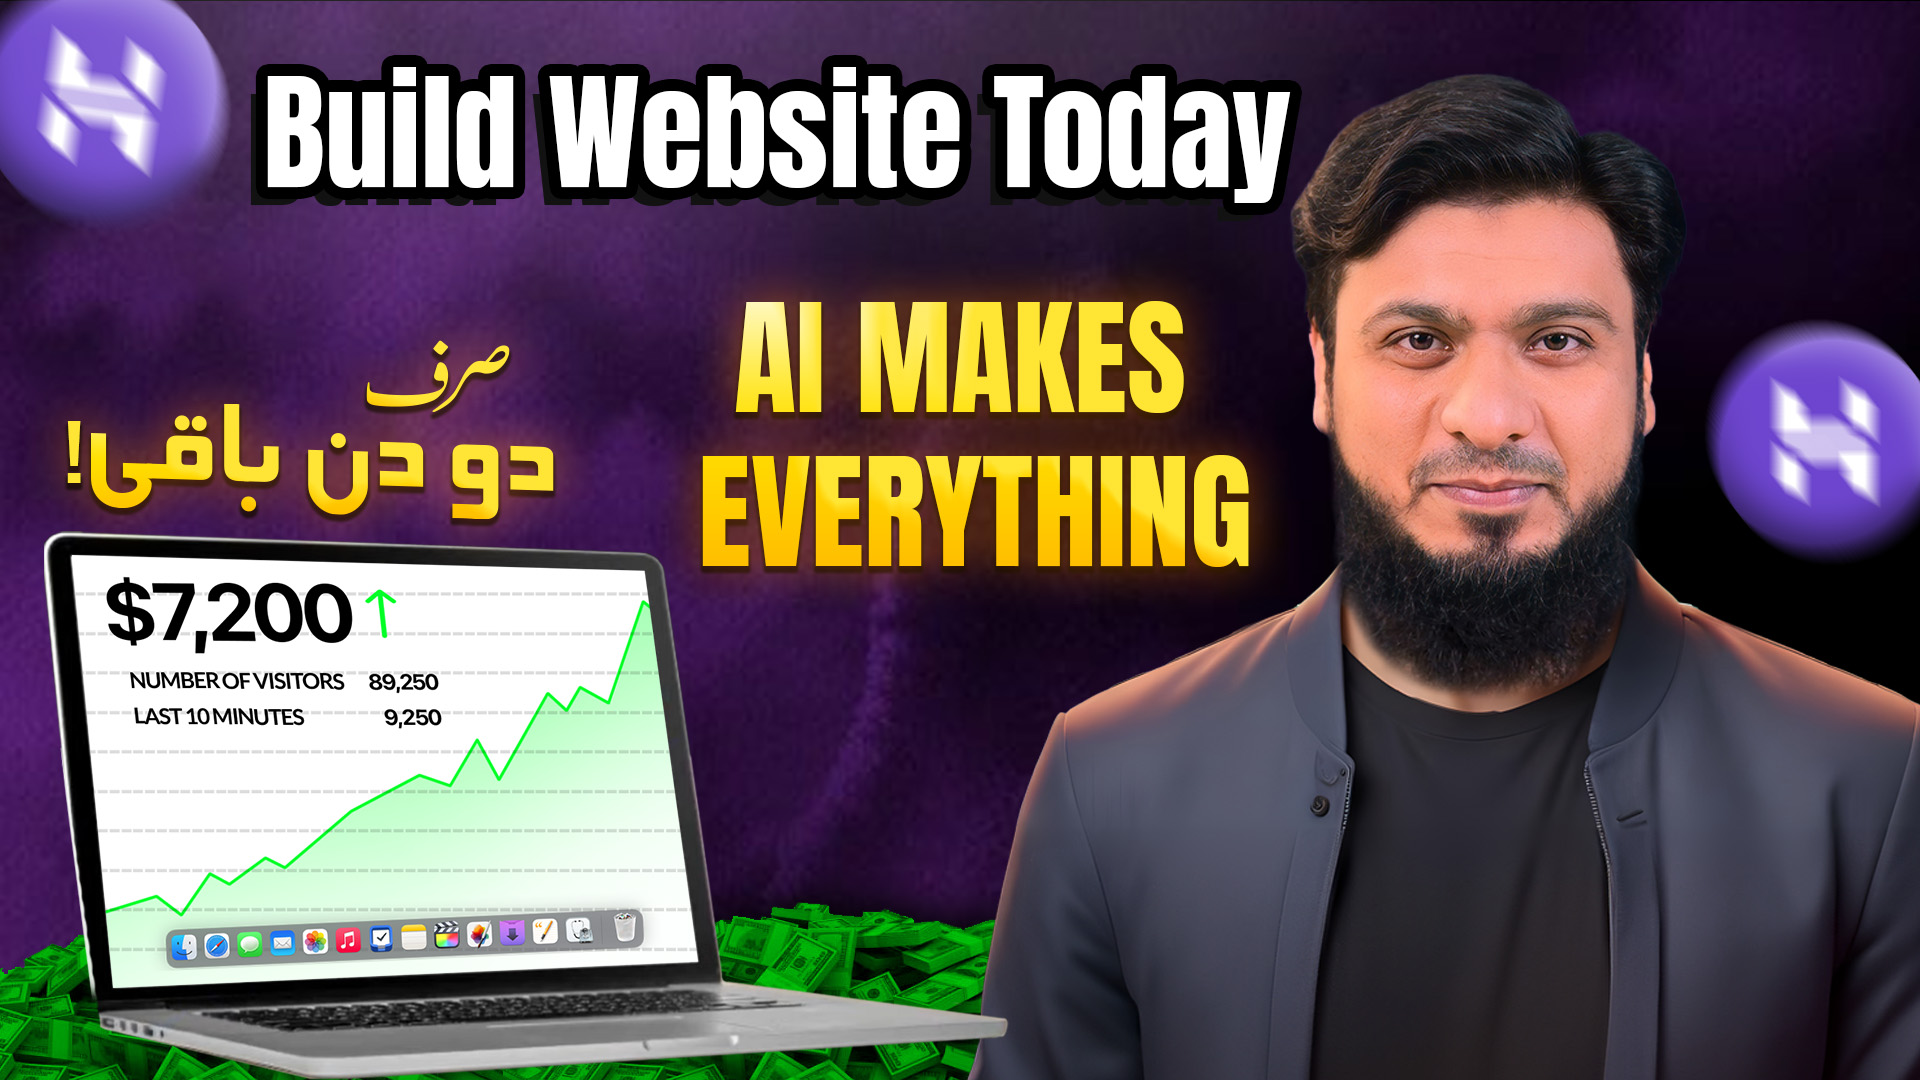 Build Website Today
AI MAKES
EVERYTHING
صرف
دو دن باقی!
$7,200
NUMBER OF VISITORS 89,250
LAST 10 MINUTES 9,250